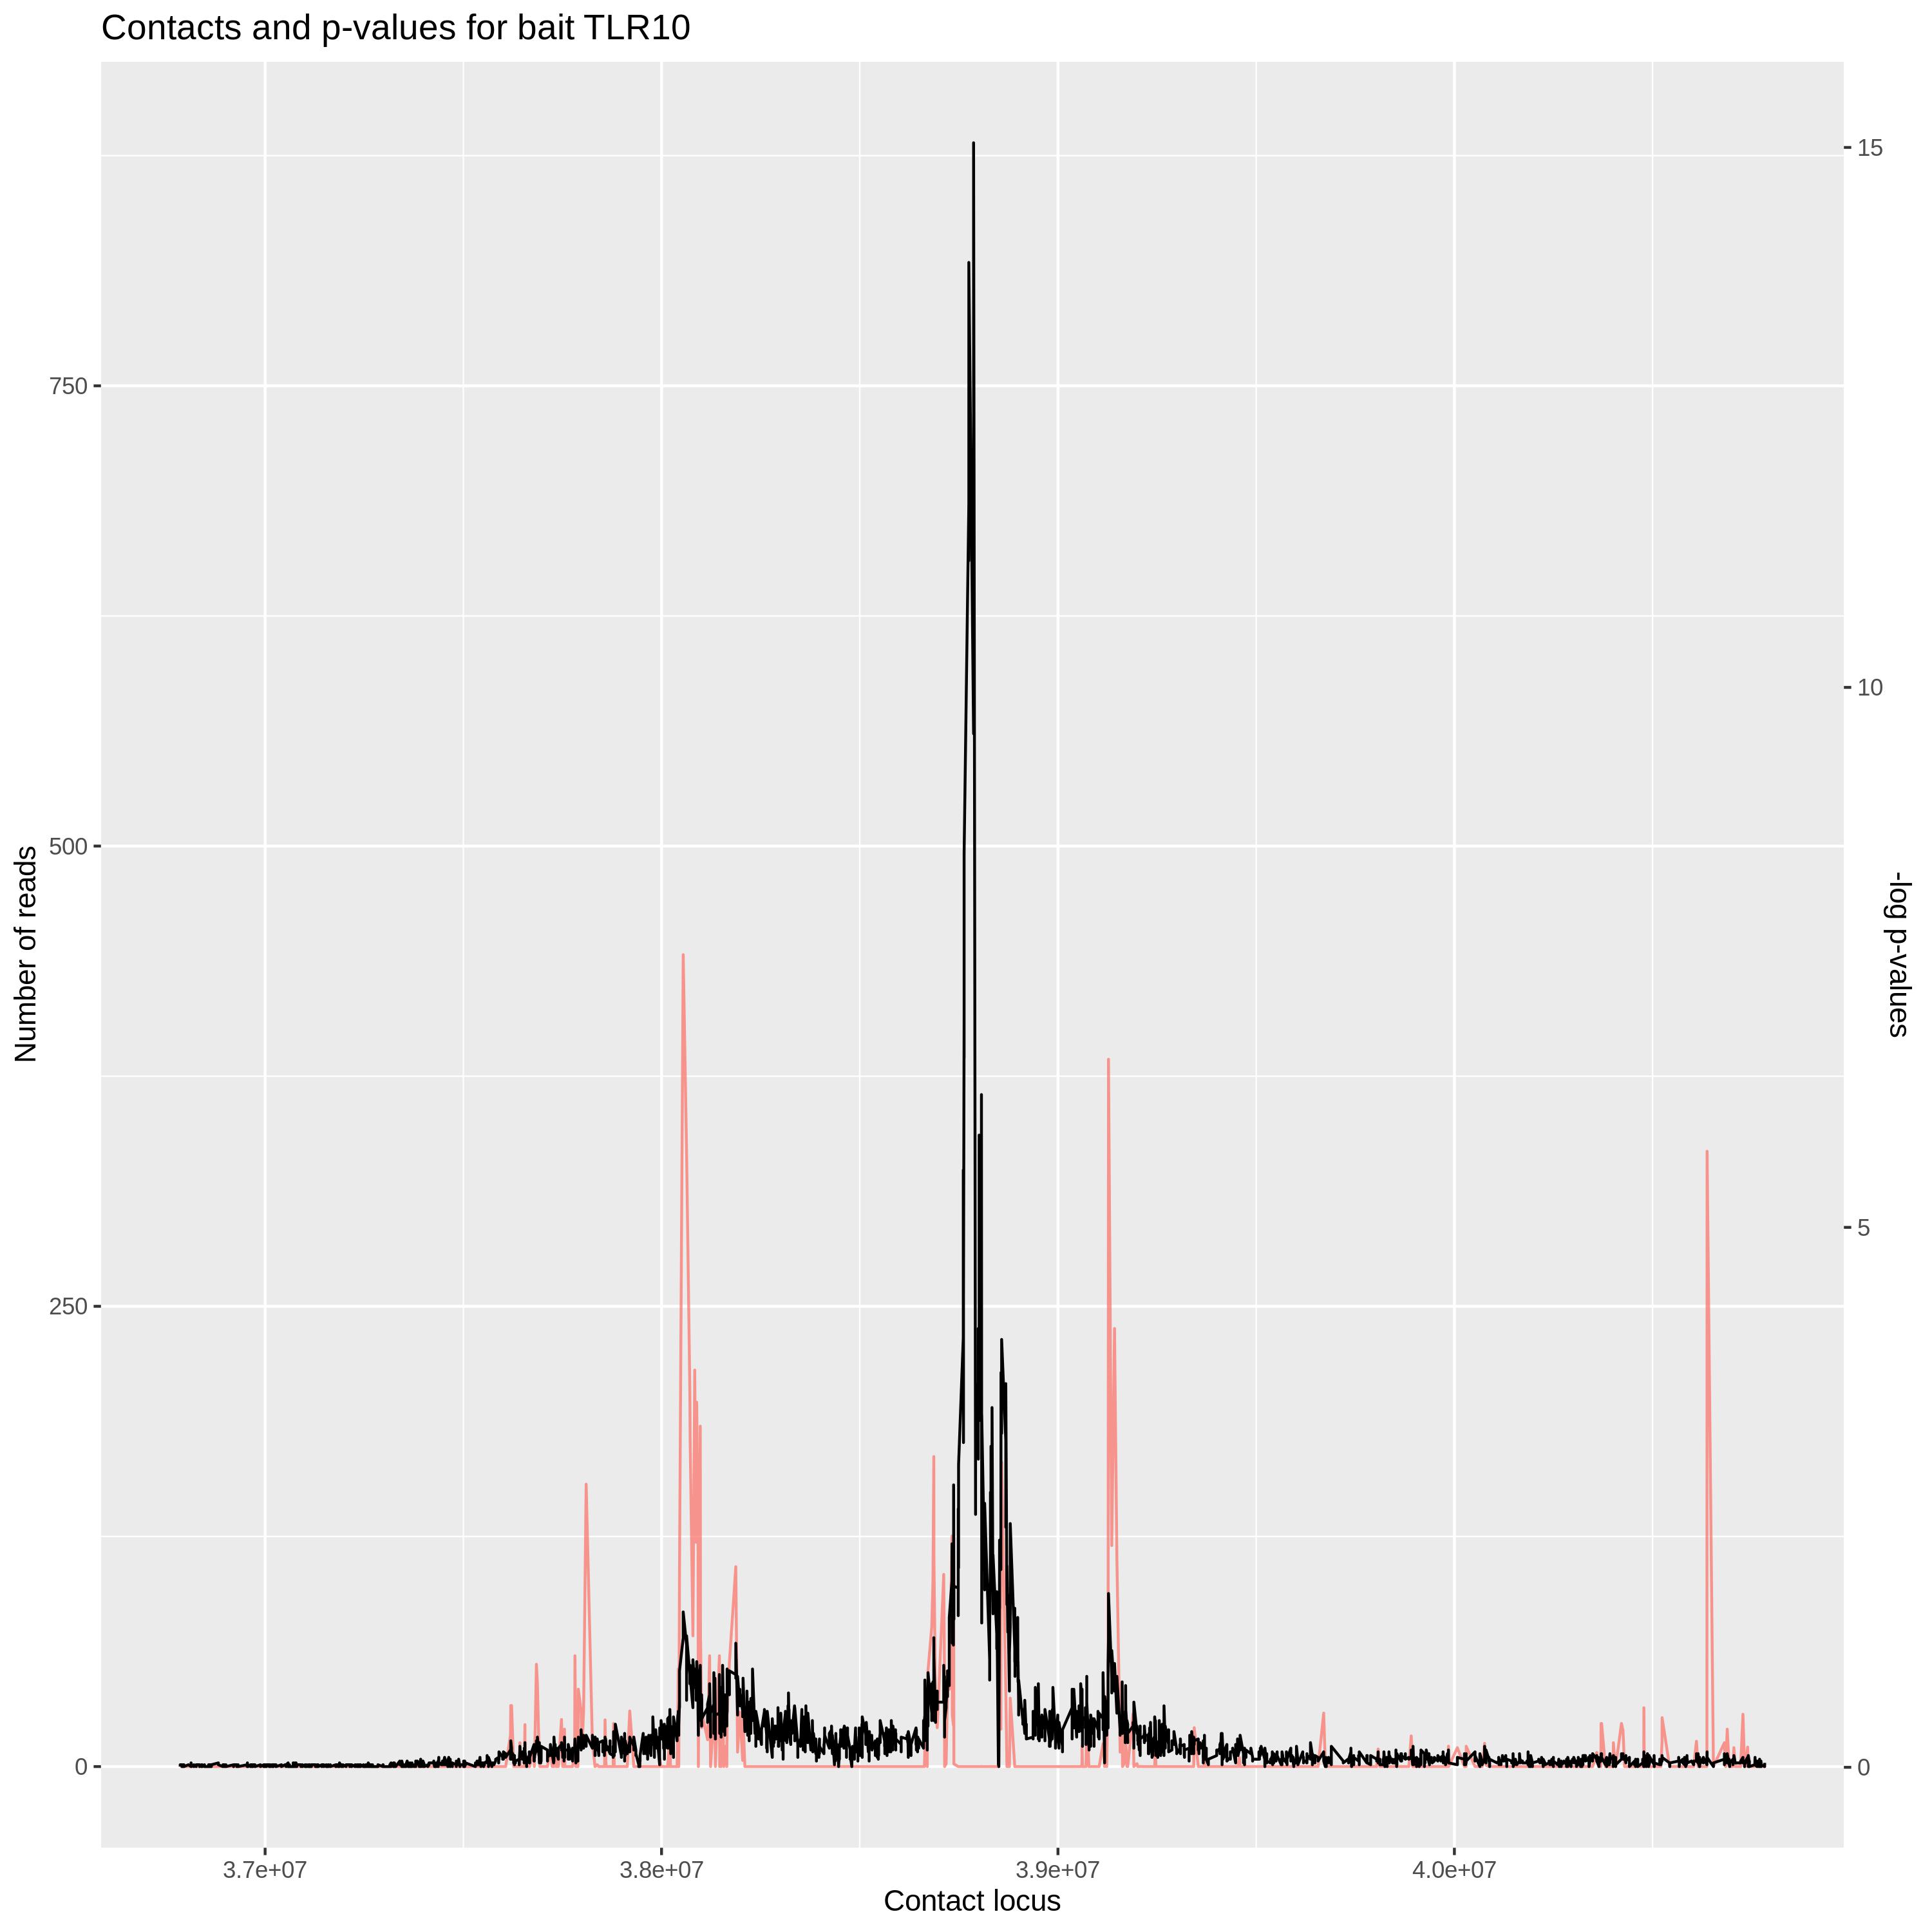 Contacts and p-values for bait TLR10
Number of reads
750
500
250
0
15
10
5
0
-log p-values
3.7e+07 3.8e+07 3.9e+07 4.0e+07
Contact locus